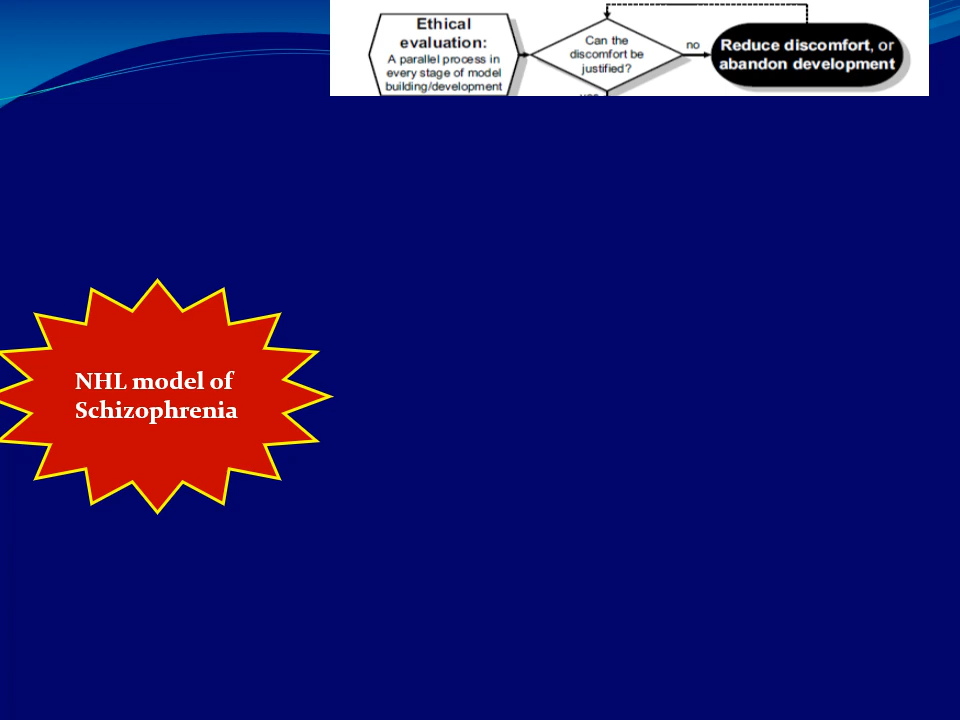 Ethical
evaluation:
A parallel process in
every stage of model
building/development
Can the
discomfort be
justified?
no
Reduce discomfort, or
abandon development
NHL model of
Schizophrenia